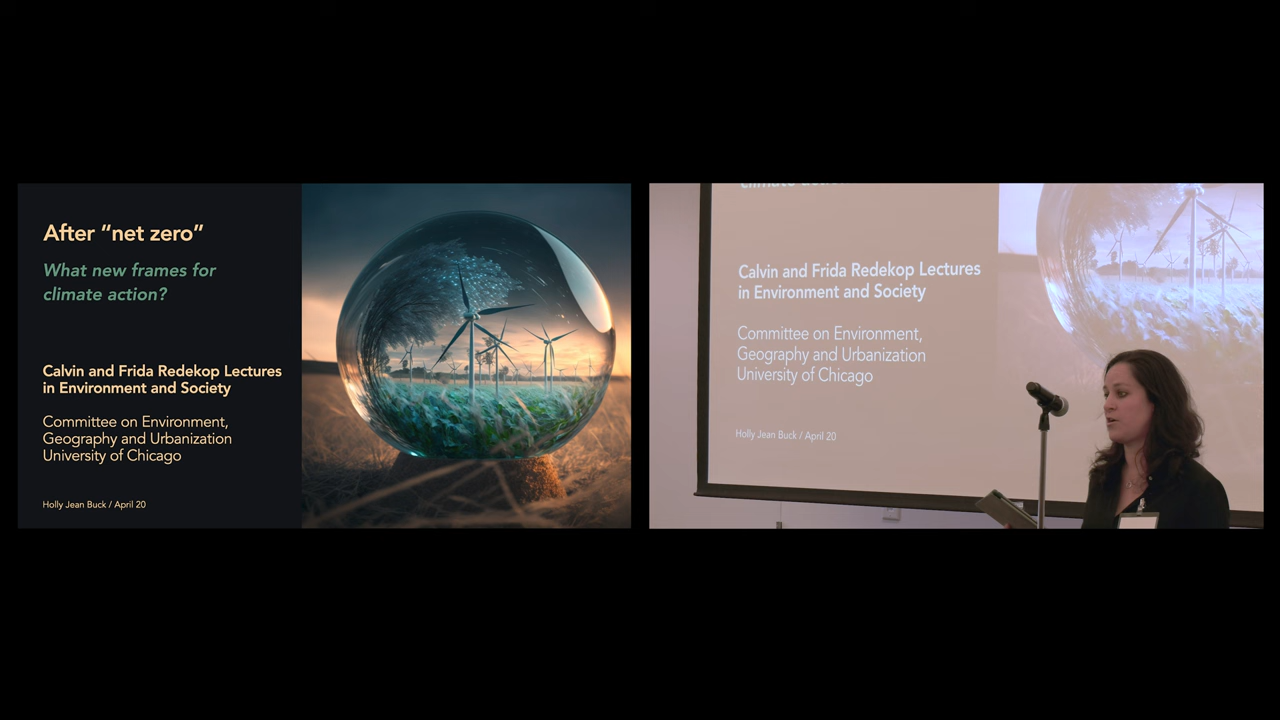 After “net zero”
What new frames for
climate action?
Calvin and Frida Redekop Lectures
in Environment and Society
Committee on Environment,
Geography and Urbanization
University of Chicago
Holly Jean Buck / April 20
climate action?
Calvin and Frida Redekop Lectures
in Environment and Society
Committee on Environment,
Geography and Urbanization
University of Chicago
Holly Jean Buck / April 20